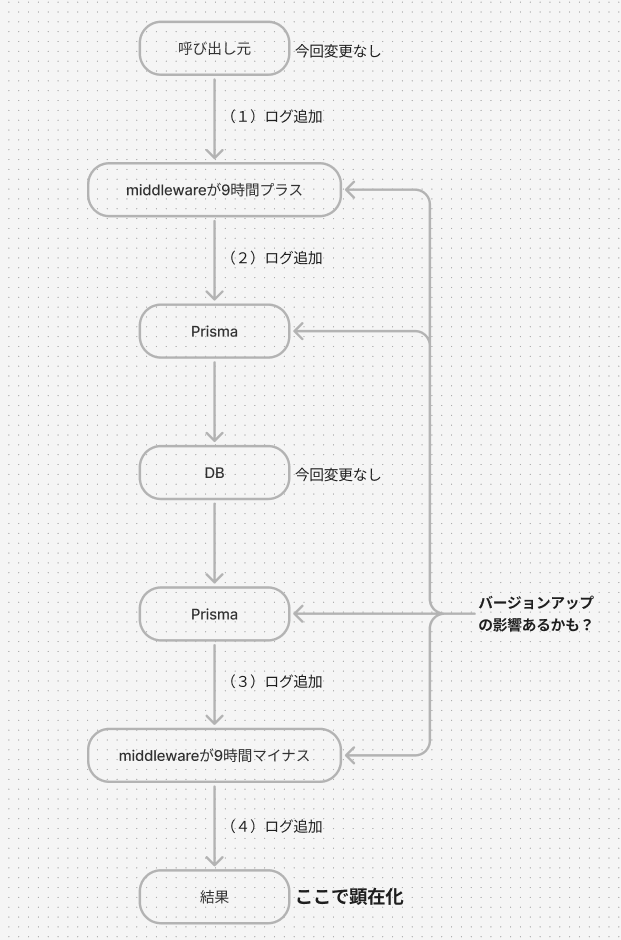 呼び出し元
今回変更なし
（１）ログ追加
middlewareが9時間プラス
（２）ログ追加
Prisma
DB
今回変更なし
Prisma
バージョンアップ
の影響あるかも？
（３）ログ追加
middlewareが9時間マイナス
（４）ログ追加
結果
ここで顕在化